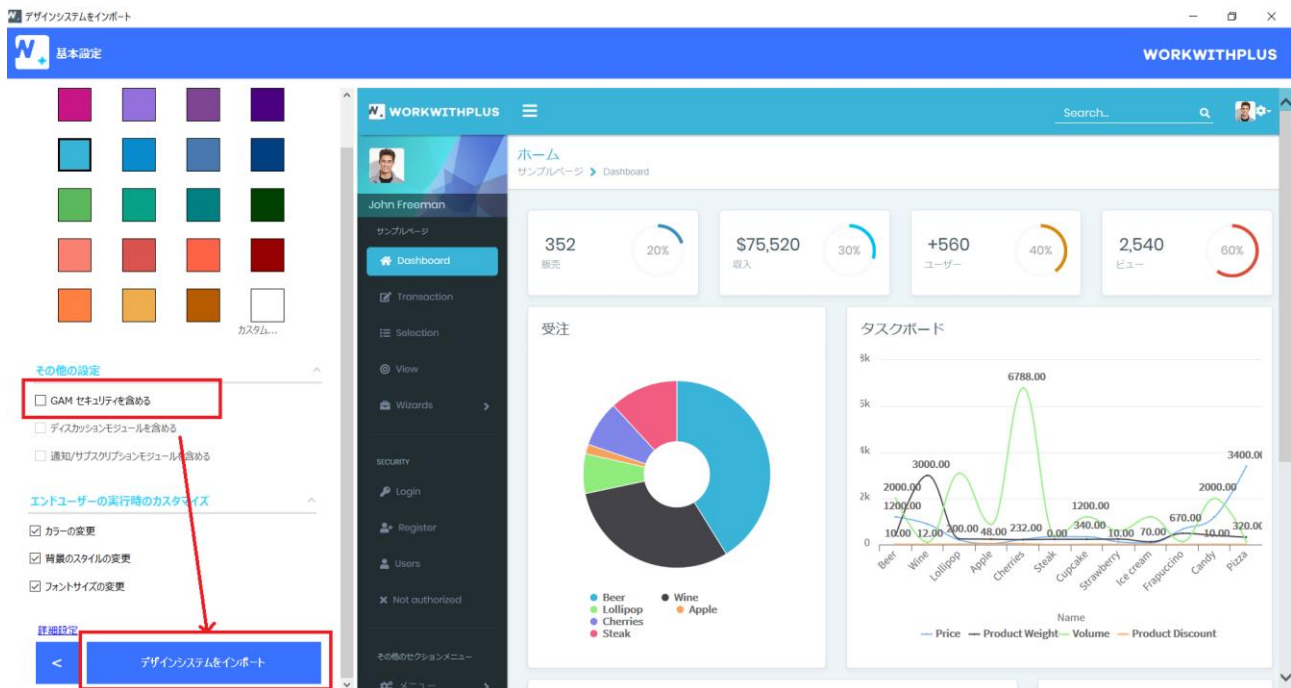 デザインシステムをインポート
基本設定
WORKWITHPLUS
カスタム...
その他の設定
GAM セキュリティを含める
ディスカッションモジュールを含める
通知/サブスクリプションモジュールを含める
エンドユーザーの実行時のカスタマイズ
カラーの変更
背景のスタイルの変更
フォントサイズの変更
詳細設定
<
デザインシステムをインポート
WORKWITHPLUS
Search...
John Freeman
サンプルページ
Dashboard
Transaction
Selection
View
Wizards
SECURITY
Login
Register
Users
Not authorized
その他のセクションメニュー
メニュー
ホーム
サンプルページ > Dashboard
352
販売
20%
$75,520
収入
30%
+560
ユーザー
40%
2,540
ビュー
60%
受注
Beer
Wine
Lollipop
Apple
Cherries
Steak
タスクボード
8k
6k
4k
2k
0
6788.00
3000.00
3400.0
2000.00
2000.00
1200.00
1200.00
670.00
10.00 12.00 200.00 48.00 232.00 0.00 340.00 10.00 70.00 10.00 320.0
Beer Wine Lollipop Apple Cherries Steak Cupcake Strawberry Ice cream Frapuccino Candy Pizza
Name
Price Product Weight Volume Product Discount